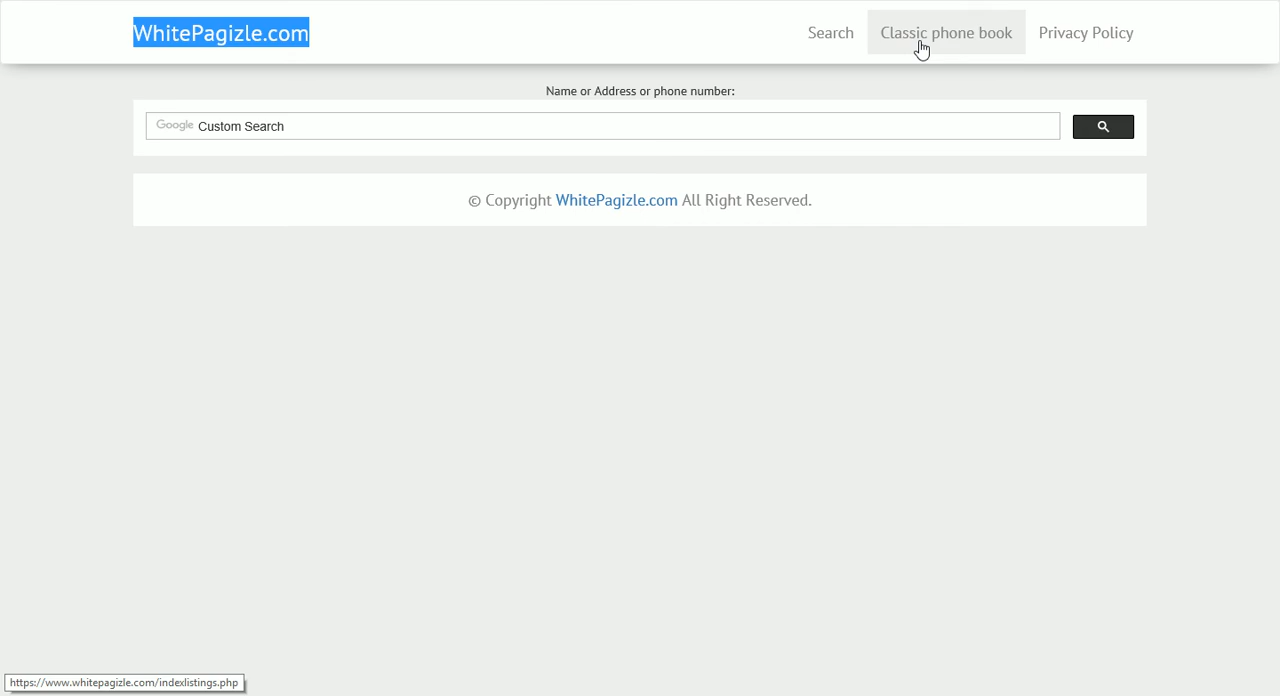 WhitePagizle.com
Search
Classic phone book
Privacy Policy
Name or Address or phone number:
Google Custom Search
© Copyright WhitePagizle.com All Right Reserved.
https://www.whitepagizle.com/indexlistings.php